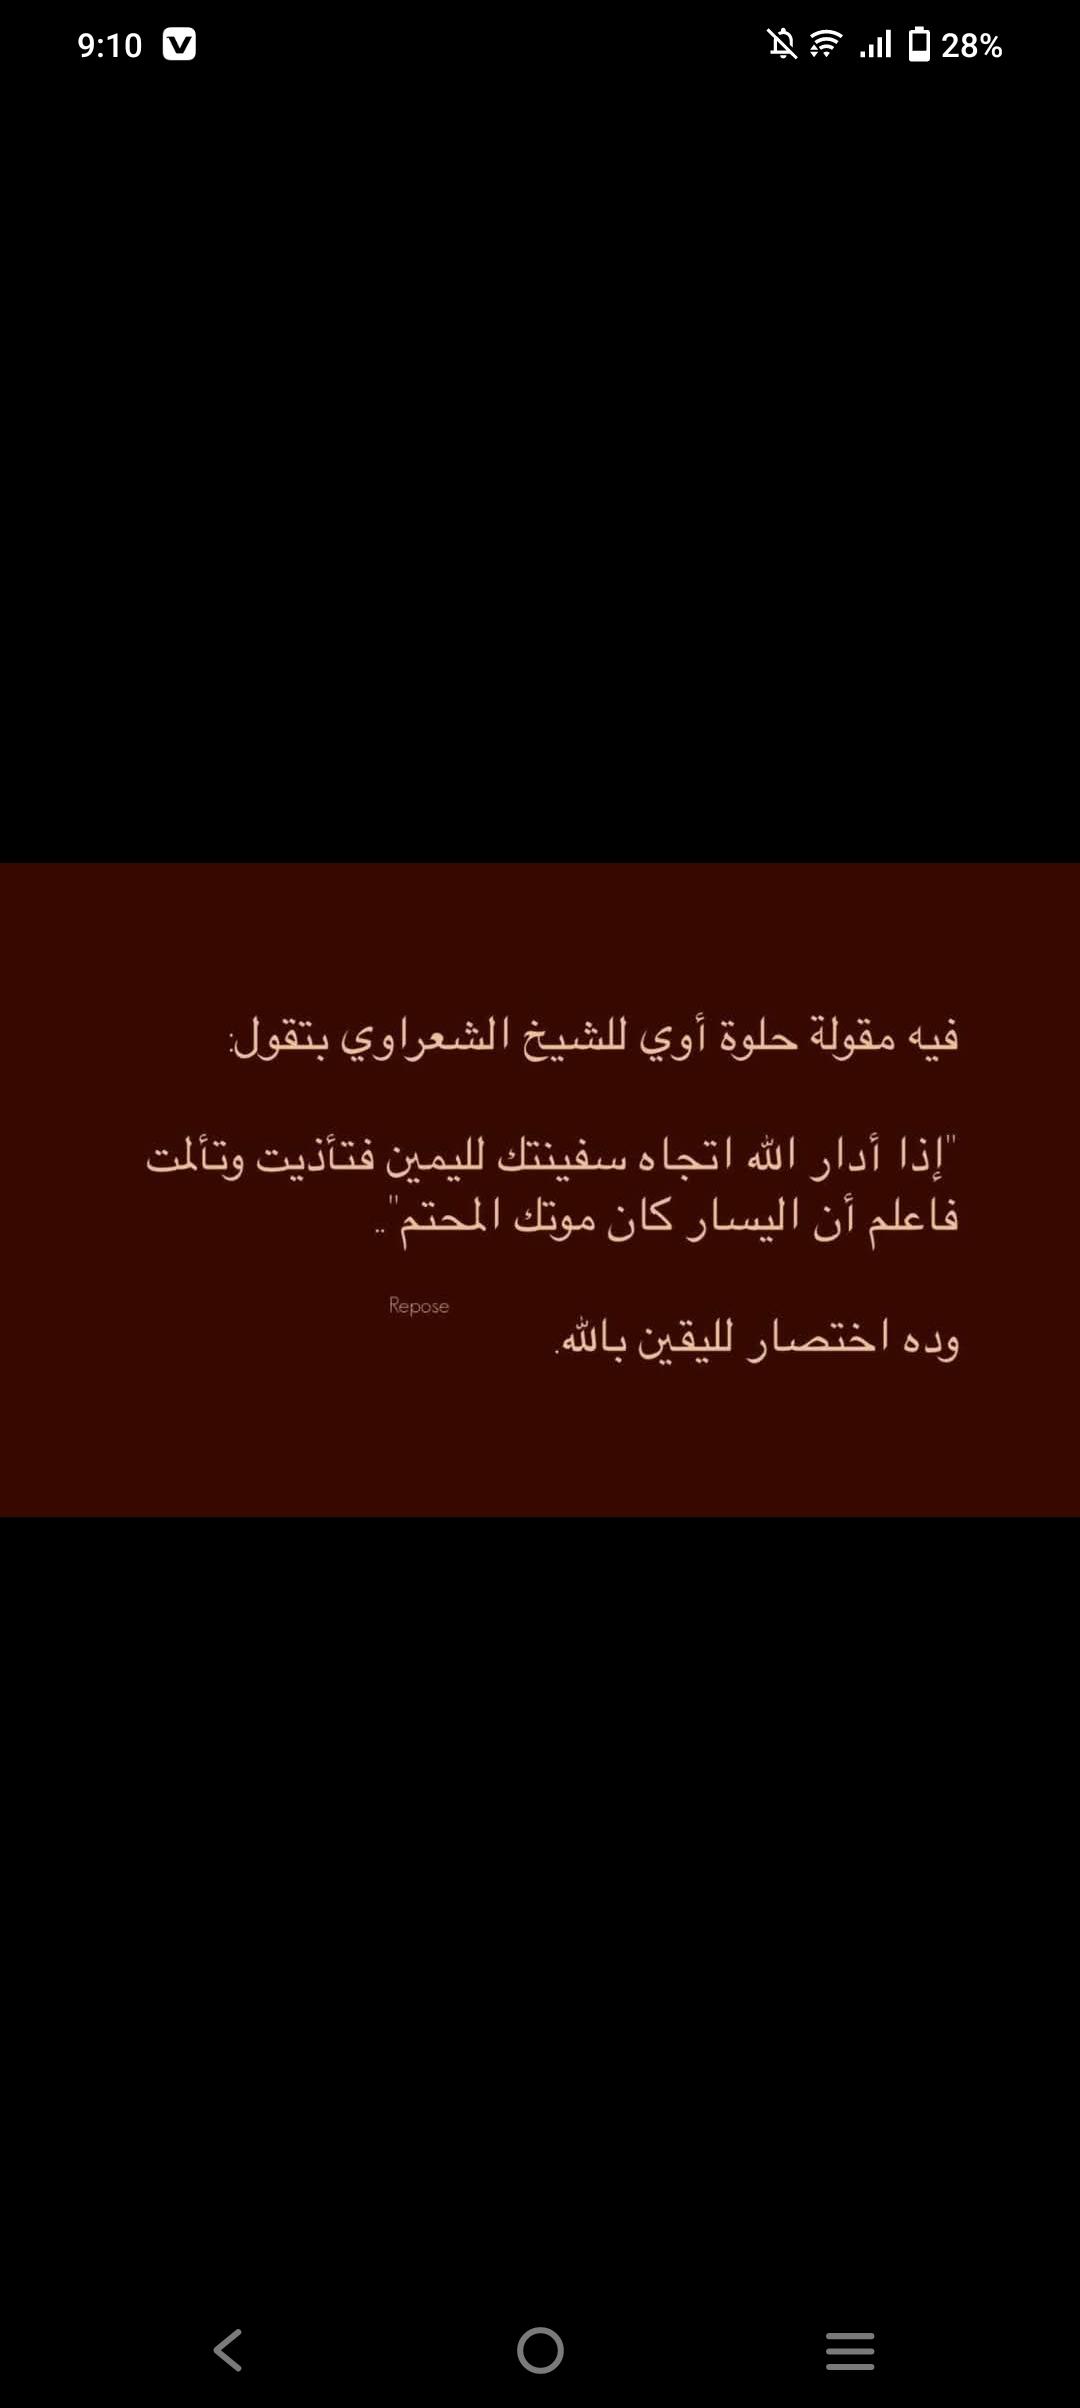 9:10
28%
فيه مقولة حلوة أوي للشيخ الشعراوي بتقول:
"إذا أدار الله اتجاه سفينتك لليمين فتأذيت وتألمت
فاعلم أن اليسار كان موتك المحتم"..
Repose
وده اختصار لليقين بالله.